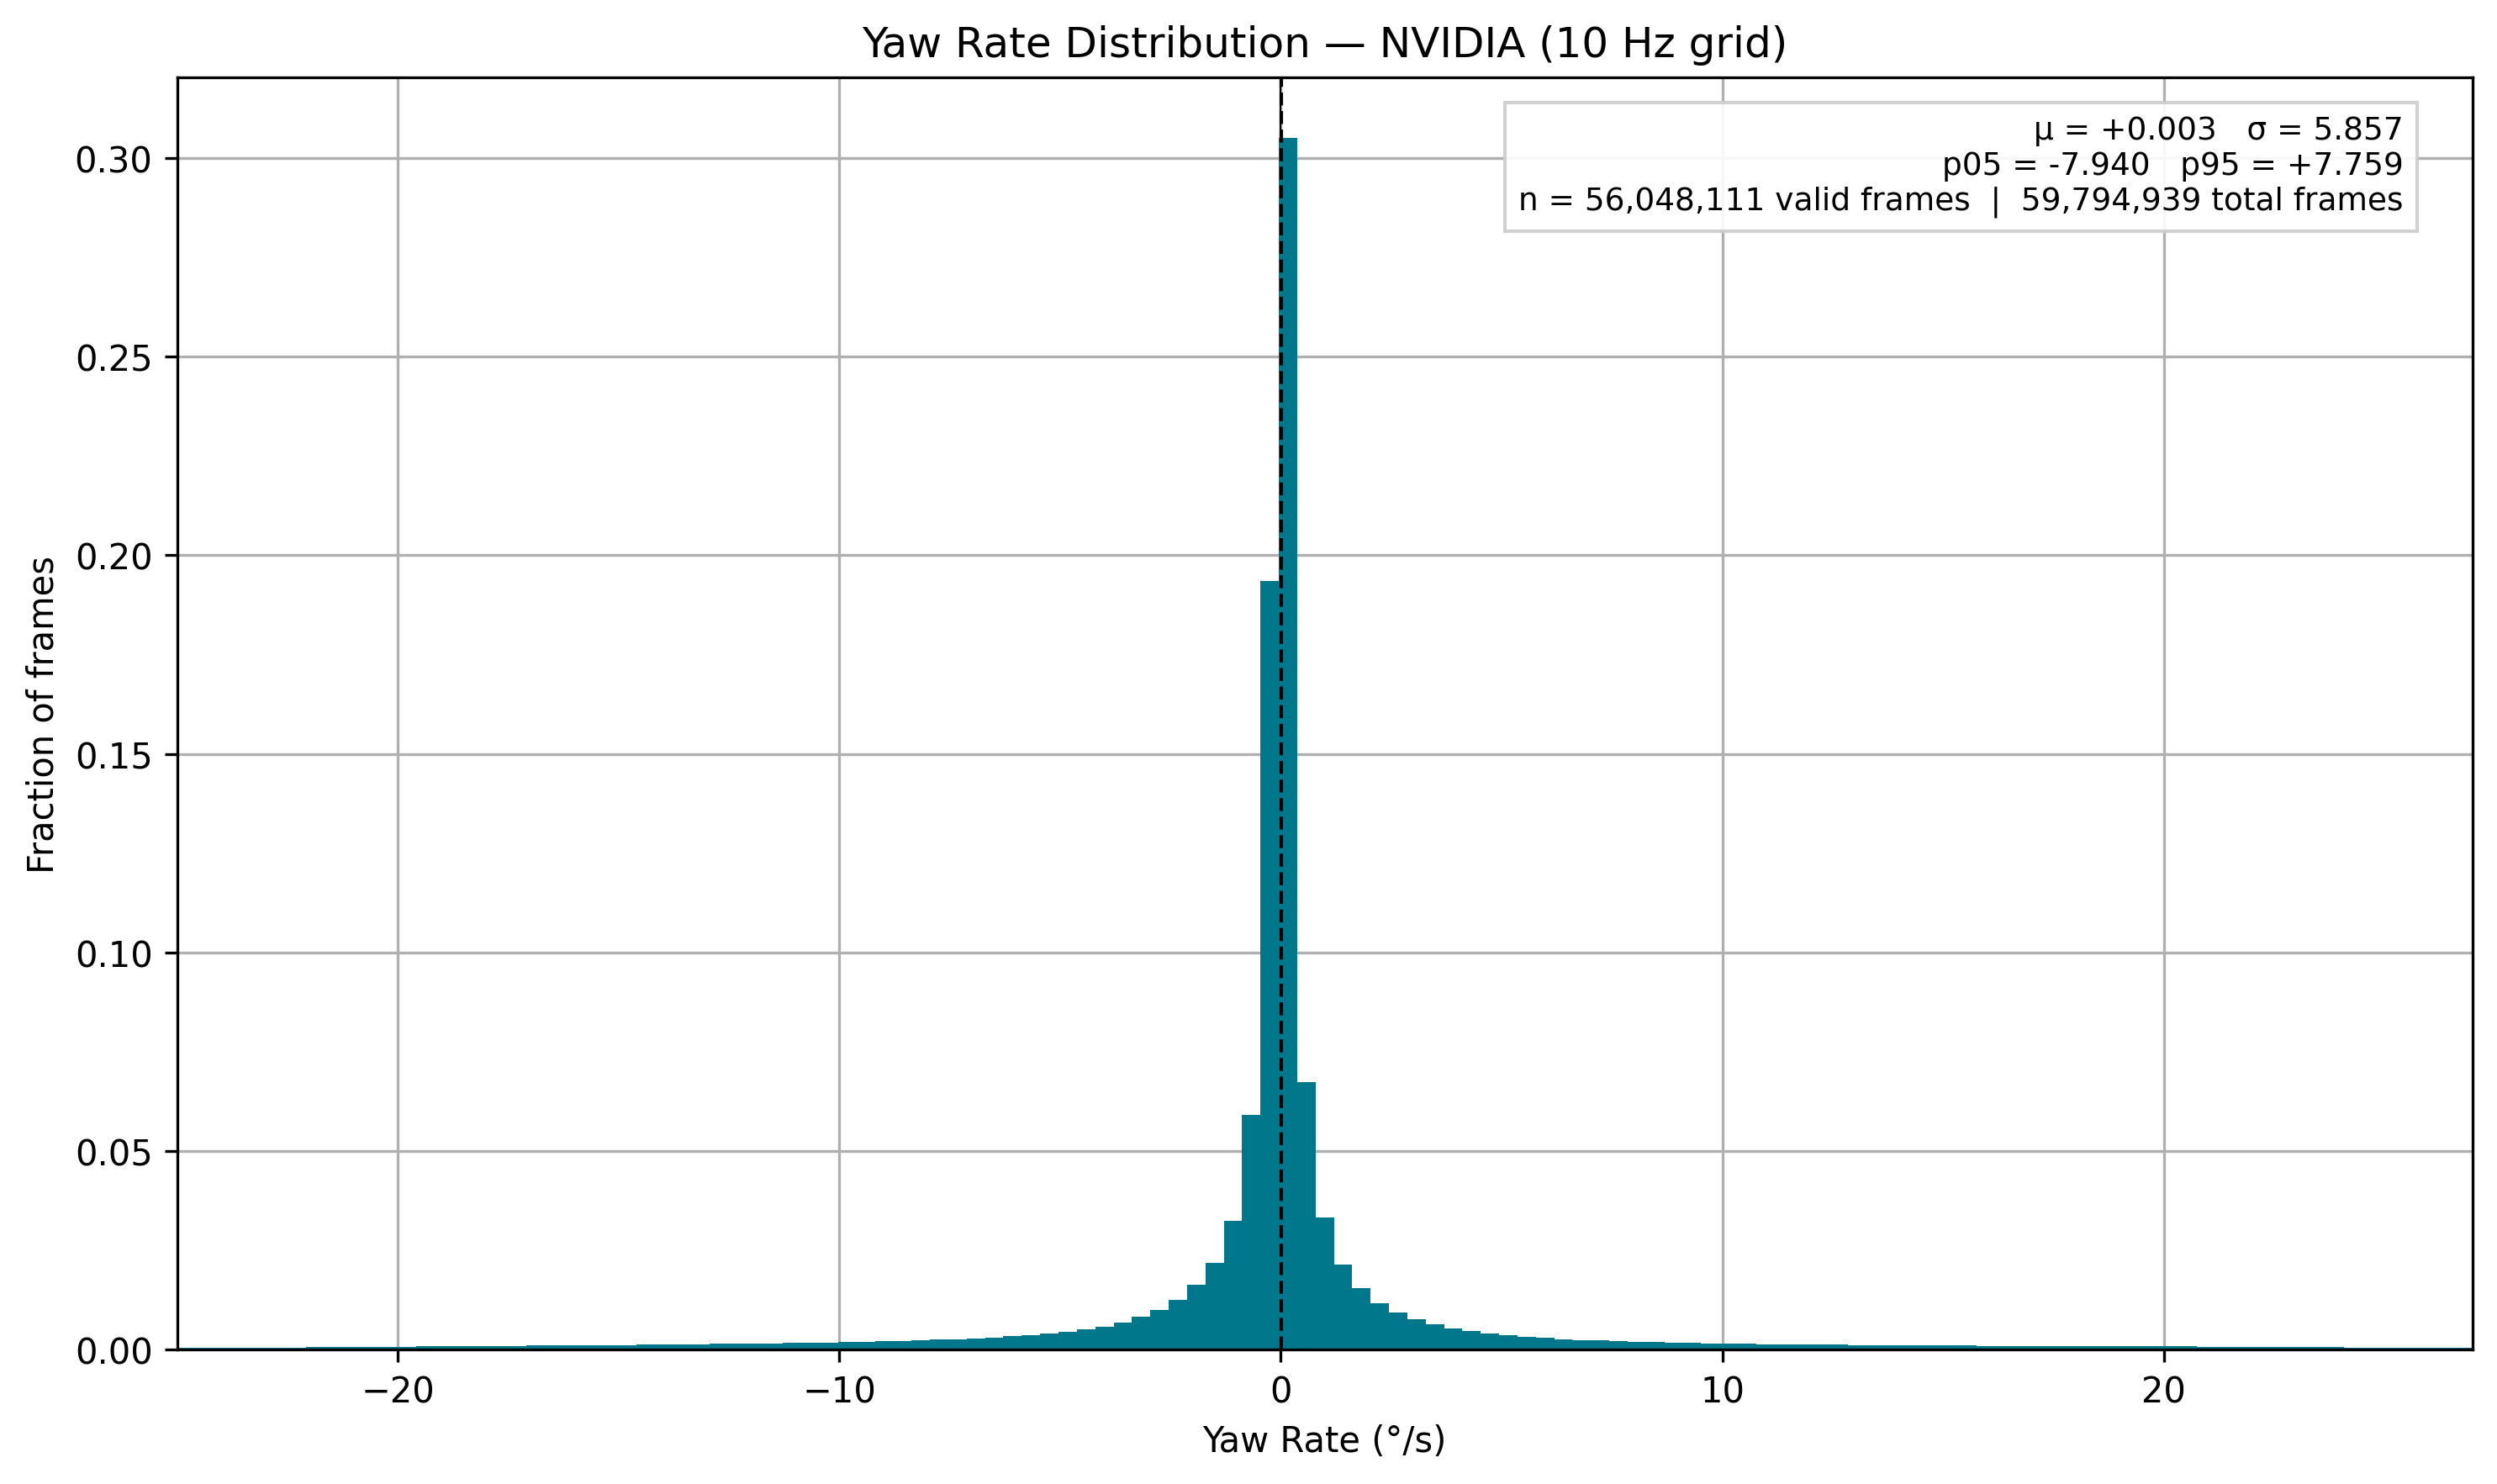 Yaw Rate Distribution — NVIDIA (10 Hz grid)
μ = +0.003   σ = 5.857
p05 = -7.940   p95 = +7.759
n = 56,048,111 valid frames  |  59,794,939 total frames
Fraction of frames
0.30
0.25
0.20
0.15
0.10
0.05
0.00
−20
−10
0
10
20
Yaw Rate (°/s)